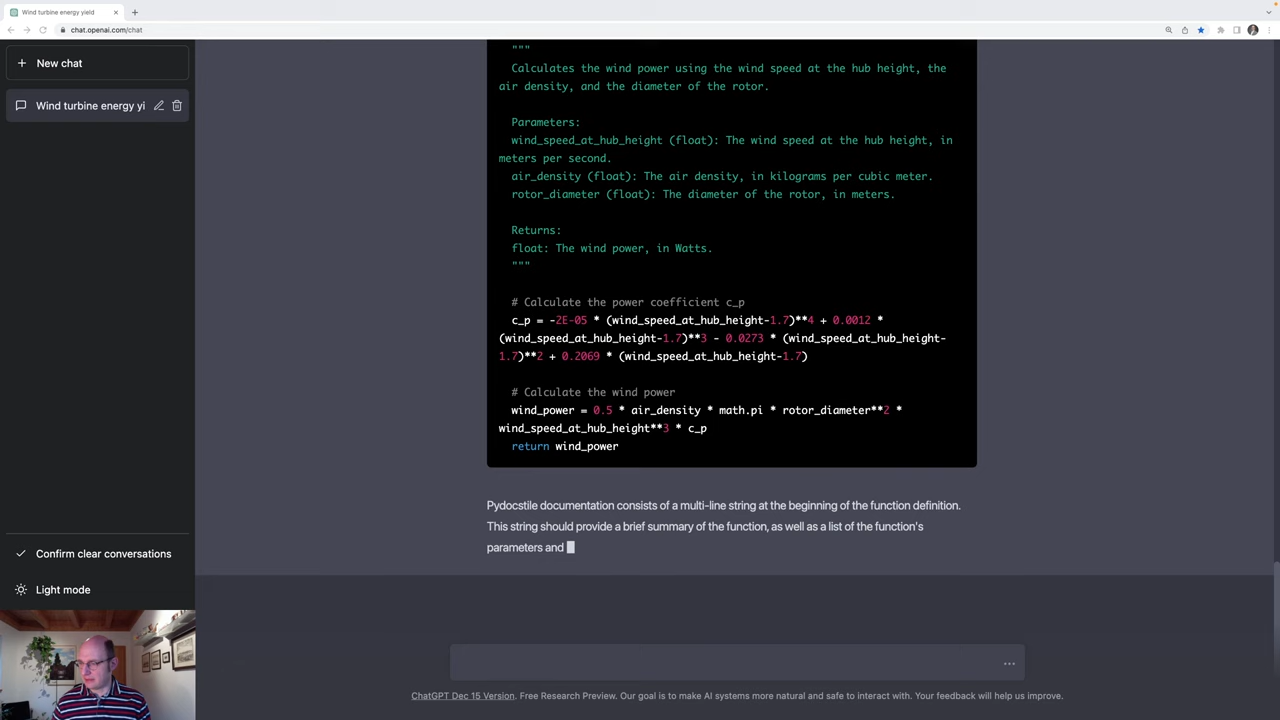 Wind turbine energy yield
chat.openai.com/chat
New chat
Wind turbine energy yi
"""
Calculates the wind power using the wind speed at the hub height, the
air density, and the diameter of the rotor.
Parameters:
wind_speed_at_hub_height (float): The wind speed at the hub height, in
meters per second.
air_density (float): The air density, in kilograms per cubic meter.
rotor_diameter (float): The diameter of the rotor, in meters.
Returns:
float: The wind power, in Watts.
"""
# Calculate the power coefficient c_p
c_p = -2E-05 * (wind_speed_at_hub_height-1.7)**4 + 0.0012 *
(wind_speed_at_hub_height-1.7)**3 - 0.0273 * (wind_speed_at_hub_height-
1.7)**2 + 0.2069 * (wind_speed_at_hub_height-1.7)
# Calculate the wind power
wind_power = 0.5 * air_density * math.pi * rotor_diameter**2 *
wind_speed_at_hub_height**3 * c_p
return wind_power
Pydocstile documentation consists of a multi-line string at the beginning of the function definition.
This string should provide a brief summary of the function, as well as a list of the function's
parameters and
Confirm clear conversations
Light mode
ChatGPT Dec 15 Version. Free Research Preview. Our goal is to make AI systems more natural and safe to interact with. Your feedback will help us improve.